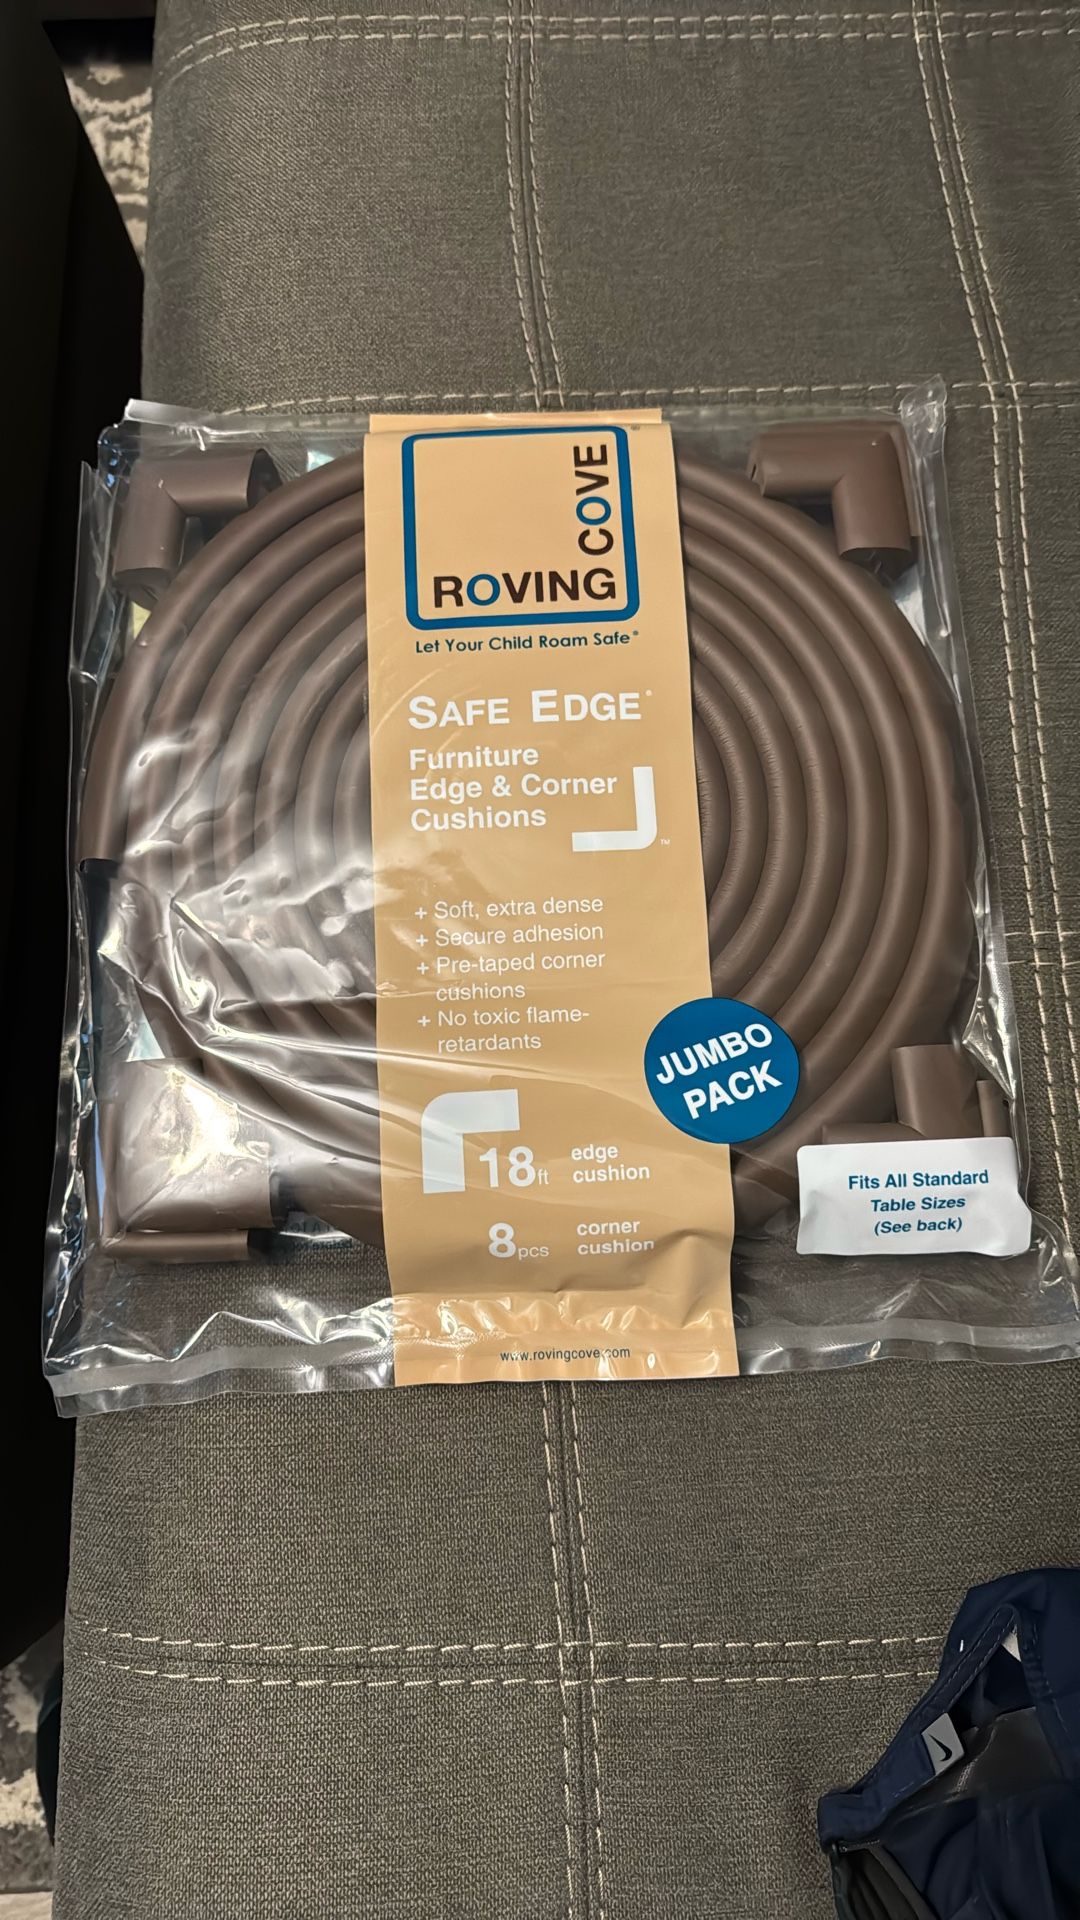 ROVING COVE ®
Let Your Child Roam Safe®
SAFE EDGE®
Furniture
Edge & Corner
Cushions
™
+ Soft, extra dense
+ Secure adhesion
+ Pre-taped corner
cushions
+ No toxic flame-
retardants
JUMBO
PACK
18ft edge
cushion
8pcs corner
cushion
Fits All Standard
Table Sizes
(See back)
www.rovingcove.com